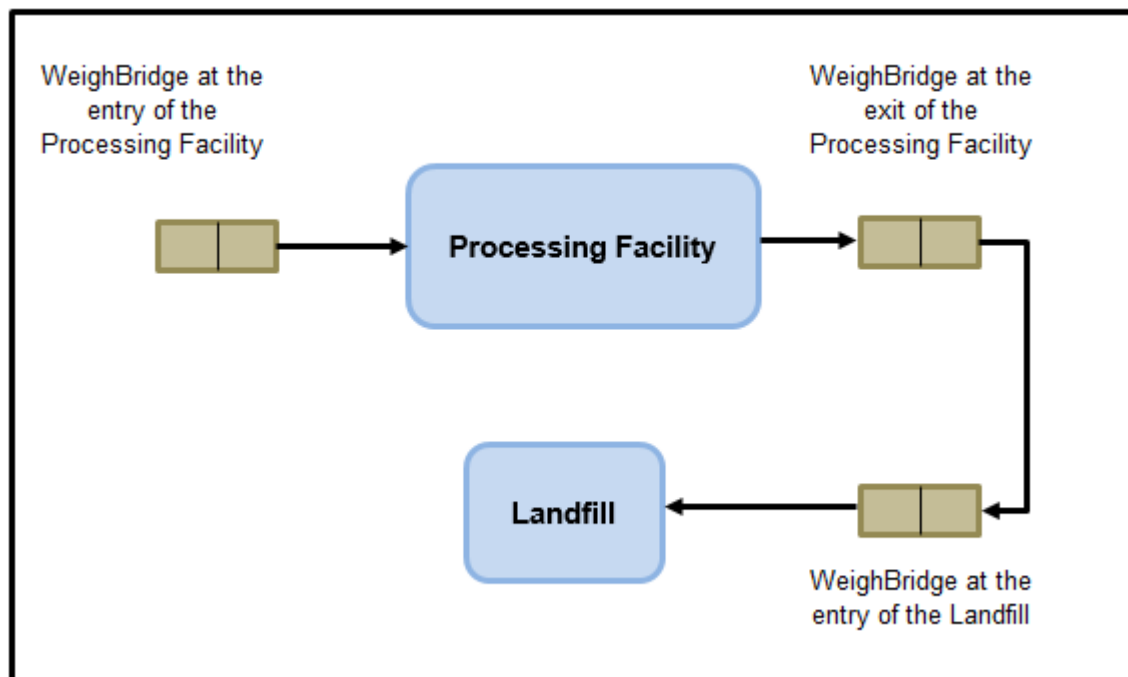 WeighBridge at the
entry of the
Processing Facility
WeighBridge at the
exit of the
Processing Facility
Processing Facility
Landfill
WeighBridge at the
entry of the Landfill